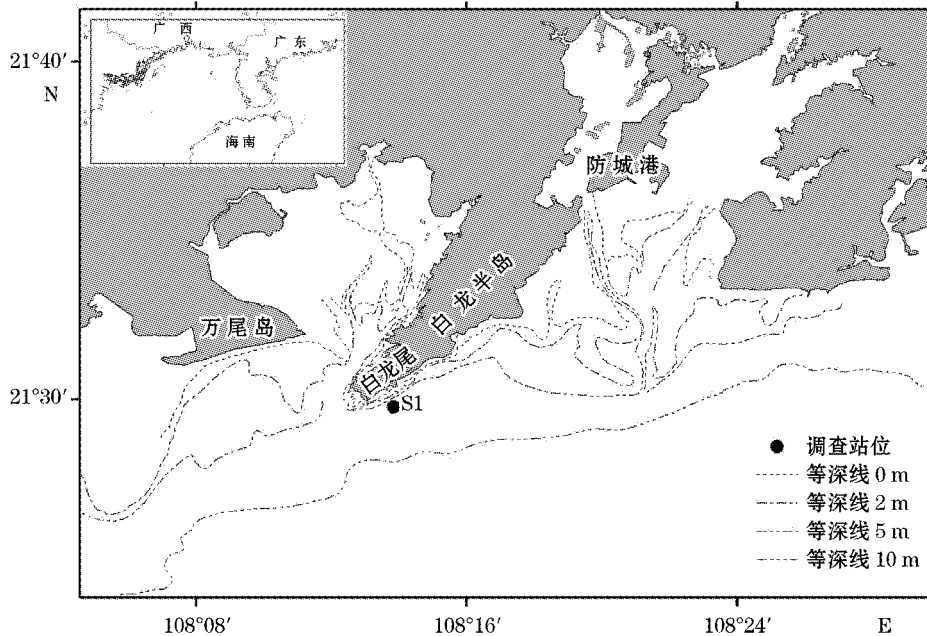 广 西
广 东
海 南
21°40′
N
防 城 港
白 龙 半 岛
万 尾 岛
白 龙 尾
21°30′
S1
调查站位
等深线 0 m
等深线 2 m
等深线 5 m
等深线 10 m
108°08′
108°16′
108°24′
E